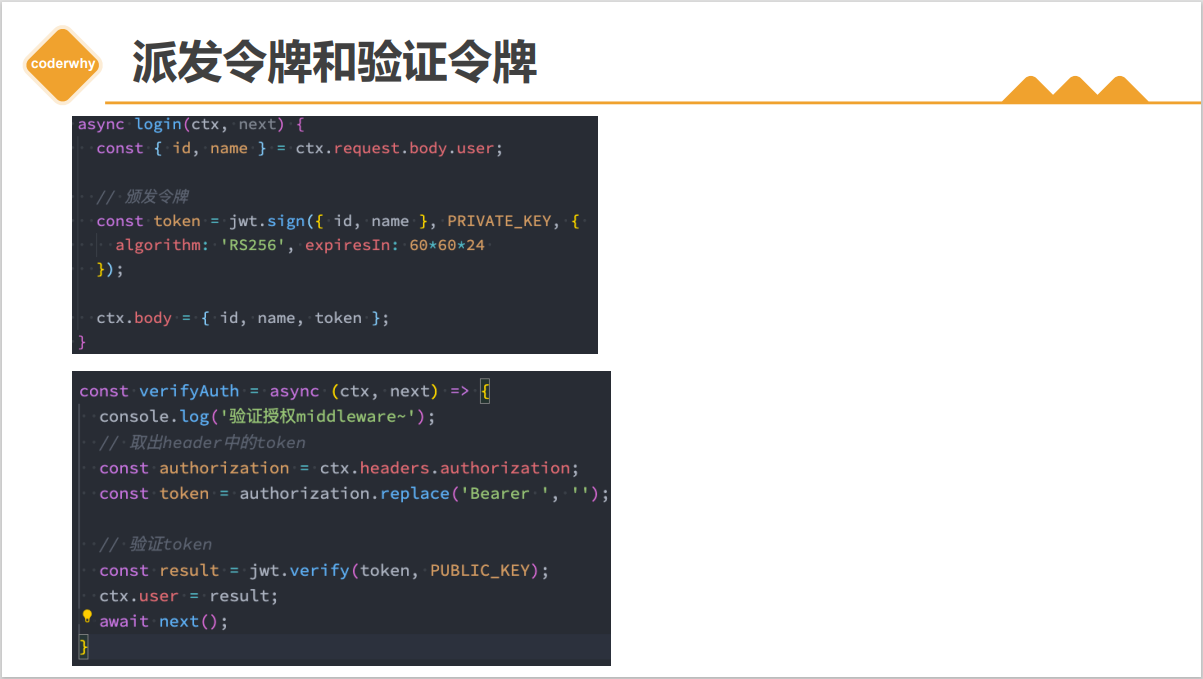 coderwhy
派发令牌和验证令牌
async login(ctx, next) {
const { id, name } = ctx.request.body.user;
// 颁发令牌
const token = jwt.sign({ id, name }, PRIVATE_KEY, {
algorithm: 'RS256', expiresIn: 60*60*24
});
ctx.body = { id, name, token };
}
const verifyAuth = async (ctx, next) => {
console.log('验证授权middleware~');
// 取出header中的token
const authorization = ctx.headers.authorization;
const token = authorization.replace('Bearer ', '');
// 验证token
const result = jwt.verify(token, PUBLIC_KEY);
ctx.user = result;
await next();
}